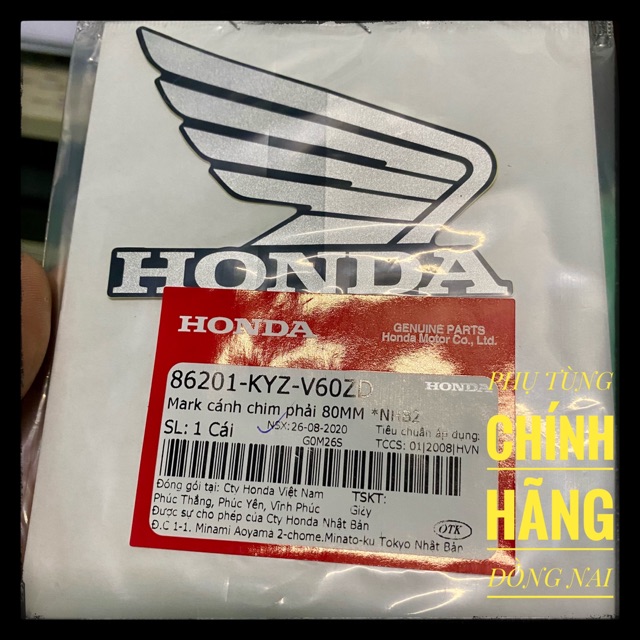 HONDA
HONDA
GENUINE PARTS
Honda Motor Co., Ltd.
86201-KYZ-V60ZD
HONDA
Mark cánh chim phải 80MM *NH82
SL: 1 Cái
NSX:26-08-2020
Tiêu chuẩn áp dụng:
G0M26S
TCCS: 01|2008|HVN
Đóng gói tại: Cty Honda Việt Nam
TSKT:
Phúc Thắng, Phúc Yên, Vĩnh Phúc
Giấy
Được sự cho phép của Cty Honda Nhật Bản
OTK
Đ.C 1-1. Minami Aoyama 2-chome.Minato-ku Tokyo Nhật Bản
PHỤ TÙNG
CHÍNH
HÃNG
ĐỒNG NAI